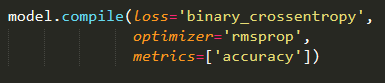 model.compile(loss='binary_crossentropy',
optimizer='rmsprop',
metrics=['accuracy'])